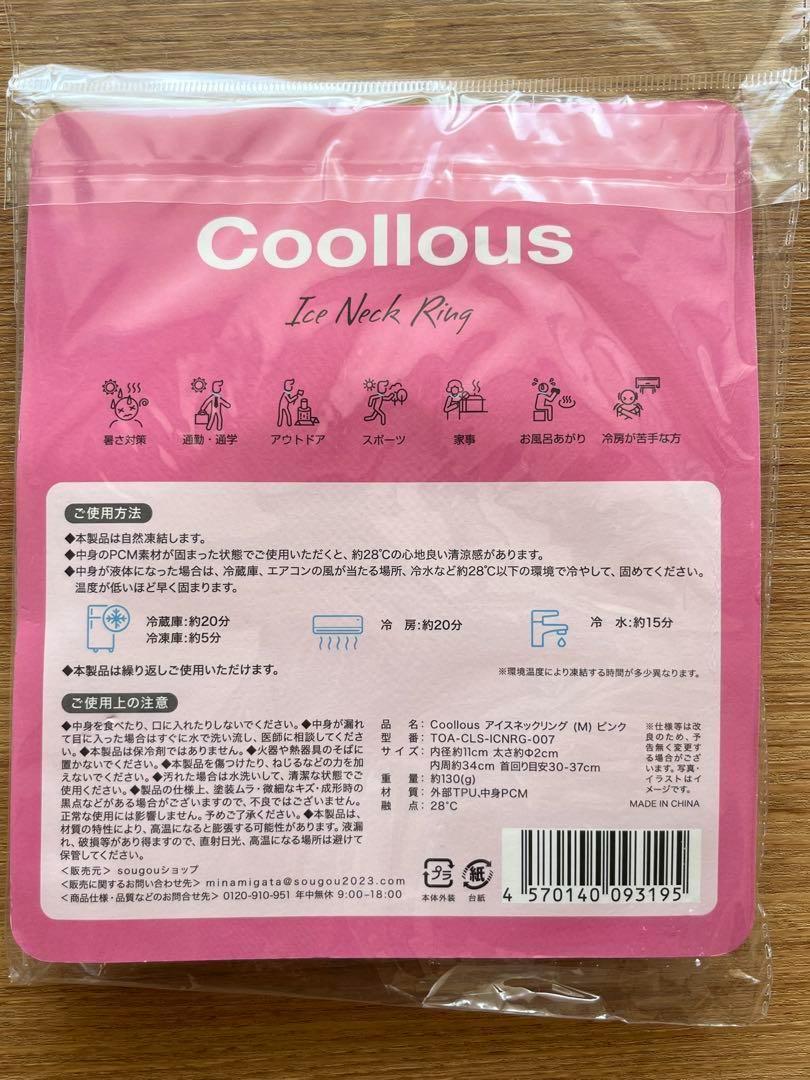 Coollous
Ice Neck Ring
暑さ対策
通勤・通学
アウトドア
スポーツ
家事
お風呂あがり
冷房が苦手な方
ご使用方法
◆本製品は自然凍結します。
◆中身のPCM素材が固まった状態でご使用いただくと、約28℃の心地良い清涼感があります。
◆中身が液体になった場合は、冷蔵庫、エアコンの風が当たる場所、冷水など約28℃以下の環境で冷やして、固めてください。
温度が低いほど早く固まります。
冷蔵庫:約20分
冷凍庫:約5分
冷 房:約20分
冷 水:約15分
◆本製品は繰り返しご使用いただけます。
※環境温度により凍結する時間が多少異なります。
ご使用上の注意
◆中身を食べたり、口に入れたりしないでください。◆中身が漏れ
て目に入った場合はすぐに水で洗い流し、医師に相談してくださ
い。◆本製品は保冷剤ではありません。◆火器や熱器具のそばに
置かないでください。◆本製品を傷つけたり、ねじるなどの力を加
えないでください。◆汚れた場合は水洗いして、清潔な状態でご
使用ください。◆製品の仕様上、塗装ムラ・微細なキズ・成形時の
黒点などがある場合がございますので、不良ではございません。
正常な使用には影響しません。予めご了承ください。◆本製品は、
材質の特性により、高温になると膨張する可能性があります。液漏
れ、破損等があり得ますので、直射日光、高温になる場所は避けて
保管してください。
<販売元> sougouショップ
<販売に関するお問い合わせ先> minamigata@sougou2023.com
<商品仕様・品質などのお問合せ先> 0120-910-951 年中無休 9:00-18:00
品 名: Coollous アイスネックリング (M) ピンク
型 番: TOA-CLS-ICNRG-007
サイズ: 内径約11cm 太さ約Φ2cm
内周約34cm 首回り目安30-37cm
重 量: 約130(g)
材 質: 外部TPU、中身PCM
融 点: 28℃
※仕様等は改
良のため、予
告無く変更す
る場合がござ
います。写真・
イラストはイ
メージです。
MADE IN CHINA
プラ
本体外装
紙
台紙
4 570140 093195